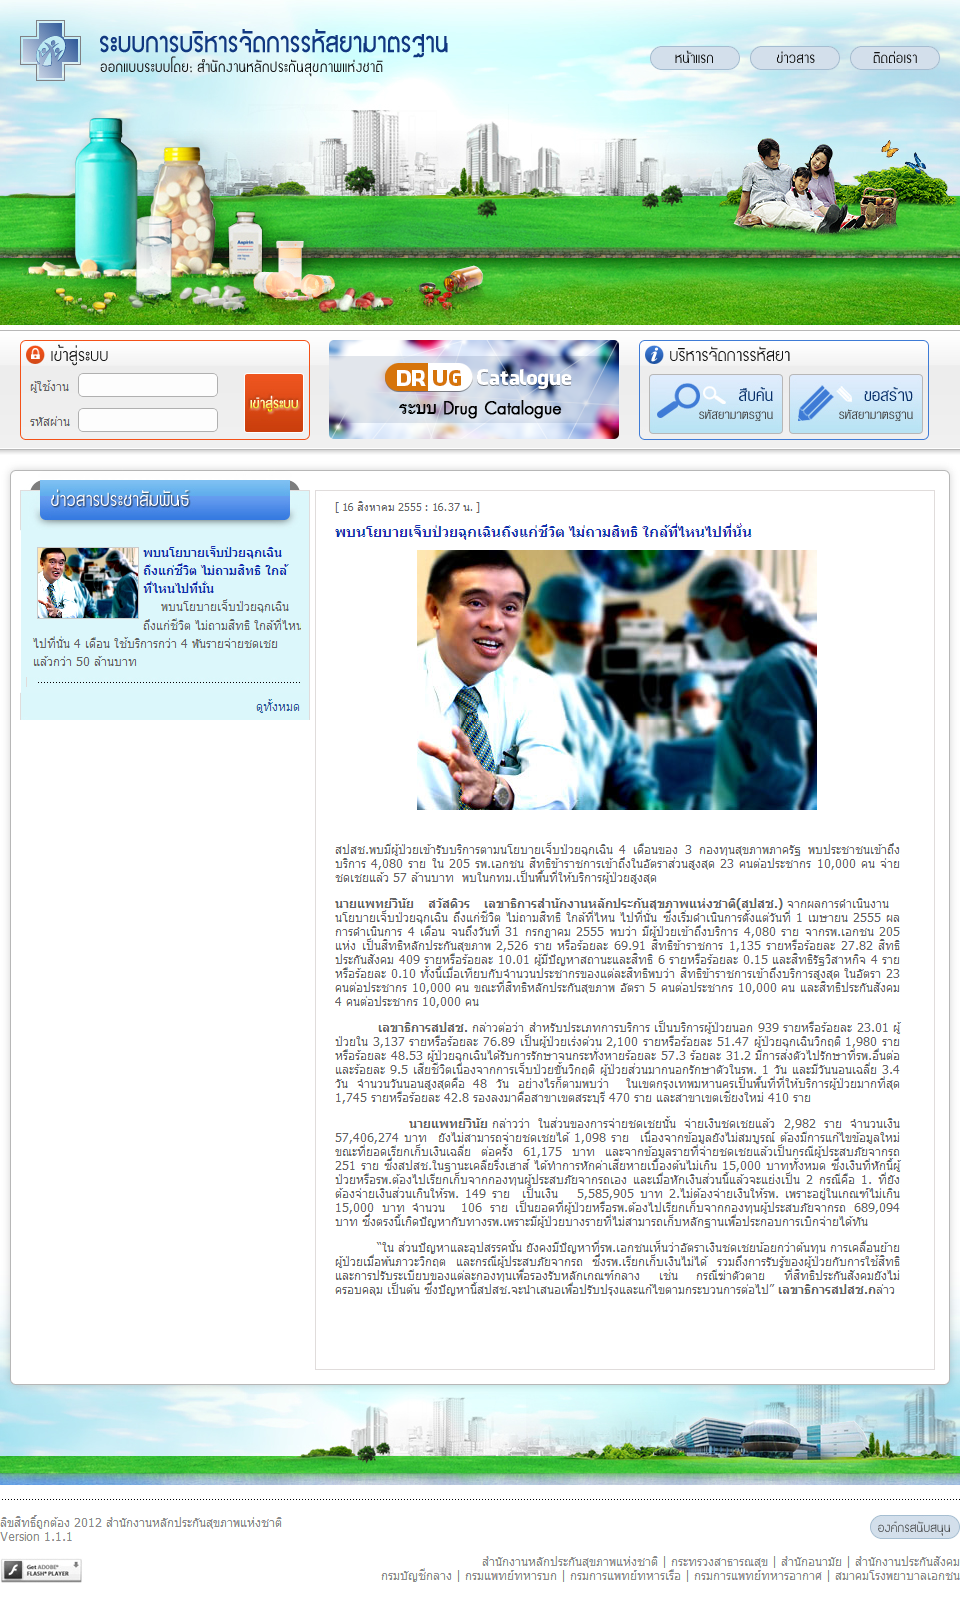 ระบบการบริหารจัดการรหัสยามาตรฐาน
ออกแบบระบบโดย: สำนักงานหลักประกันสุขภาพแห่งชาติ
หน้าแรก
ข่าวสาร
ติดต่อเรา
Aspirin
เข้าสู่ระบบ
ผู้ใช้งาน
รหัสผ่าน
เข้าสู่ระบบ
DRUG Catalogue
ระบบ Drug Catalogue
บริหารจัดการรหัสยา
สืบค้น
รหัสยามาตรฐาน
ขอสร้าง
รหัสยามาตรฐาน
ข่าวสารประชาสัมพันธ์
พบนโยบายเจ็บป่วยฉุกเฉิน
ถึงแก่ชีวิต ไม่ถามสิทธิ ใกล้
ที่ไหนไปที่นั่น
พบนโยบายเจ็บป่วยฉุกเฉิน
ถึงแก่ชีวิต ไม่ถามสิทธิ ใกล้ที่ไหน
ไปที่นั่น 4 เดือน ใช้บริการกว่า 4 พันรายจ่ายชดเชย
แล้วกว่า 50 ล้านบาท
ดูทั้งหมด
[ 16 สิงหาคม 2555 : 16.37 น. ]
พบนโยบายเจ็บป่วยฉุกเฉินถึงแก่ชีวิต ไม่ถามสิทธิ ใกล้ที่ไหนไปที่นั่น
สปสช.พบมีผู้ป่วยเข้ารับบริการตามนโยบายเจ็บป่วยฉุกเฉิน 4 เดือนของ 3 กองทุนสุขภาพภาครัฐ พบประชาชนเข้าถึง
บริการ 4,080 ราย ใน 205 รพ.เอกชน สิทธิข้าราชการเข้าถึงในอัตราส่วนสูงสุด 23 คนต่อประชากร 10,000 คน จ่าย
ชดเชยแล้ว 57 ล้านบาท พบในกทม.เป็นพื้นที่ให้บริการผู้ป่วยสูงสุด
นายแพทย์วินัย สวัสดิวร เลขาธิการสำนักงานหลักประกันสุขภาพแห่งชาติ(สปสช.) จากผลการดำเนินงาน
นโยบายเจ็บป่วยฉุกเฉิน ถึงแก่ชีวิต ไม่ถามสิทธิ ใกล้ที่ไหน ไปที่นั่น ซึ่งเริ่มดำเนินการตั้งแต่วันที่ 1 เมษายน 2555 ผล
การดำเนินการ 4 เดือน จนถึงวันที่ 31 กรกฎาคม 2555 พบว่า มีผู้ป่วยเข้าถึงบริการ 4,080 ราย จากรพ.เอกชน 205
แห่ง เป็นสิทธิหลักประกันสุขภาพ 2,526 ราย หรือร้อยละ 69.91 สิทธิข้าราชการ 1,135 รายหรือร้อยละ 27.82 สิทธิ
ประกันสังคม 409 รายหรือร้อยละ 10.01 ผู้มีปัญหาสถานะและสิทธิ 6 รายหรือร้อยละ 0.15 และสิทธิรัฐวิสาหกิจ 4 ราย
หรือร้อยละ 0.10 ทั้งนี้เมื่อเทียบกับจำนวนประชากรของแต่ละสิทธิพบว่า สิทธิข้าราชการเข้าถึงบริการสูงสุด ในอัตรา 23
คนต่อประชากร 10,000 คน ขณะที่สิทธิหลักประกันสุขภาพ อัตรา 5 คนต่อประชากร 10,000 คน และสิทธิประกันสังคม
4 คนต่อประชากร 10,000 คน
เลขาธิการสปสช. กล่าวต่อว่า สำหรับประเภทการบริการ เป็นบริการผู้ป่วยนอก 939 รายหรือร้อยละ 23.01 ผู้
ป่วยใน 3,137 รายหรือร้อยละ 76.89 เป็นผู้ป่วยเร่งด่วน 2,100 รายหรือร้อยละ 51.47 ผู้ป่วยฉุกเฉินวิกฤติ 1,980 ราย
หรือร้อยละ 48.53 ผู้ป่วยฉุกเฉินได้รับการรักษาจนกระทั่งหายร้อยละ 57.3 ร้อยละ 31.2 มีการส่งตัวไปรักษาที่รพ.อื่นต่อ
และร้อยละ 9.5 เสียชีวิตเนื่องจากการเจ็บป่วยขั้นวิกฤติ ผู้ป่วยส่วนมากนอกรักษาตัวในรพ. 1 วัน และมีวันนอนเฉลี่ย 3.4
วัน จำนวนวันนอนสูงสุดคือ 48 วัน อย่างไรก็ตามพบว่า ในเขตกรุงเทพมหานครเป็นพื้นที่ที่ให้บริการผู้ป่วยมากที่สุด
1,745 รายหรือร้อยละ 42.8 รองลงมาคือสาขาเขตสระบุรี 470 ราย และสาขาเขตเชียงใหม่ 410 ราย
นายแพทย์วินัย กล่าวว่า ในส่วนของการจ่ายชดเชยนั้น จ่ายเงินชดเชยแล้ว 2,982 ราย จำนวนเงิน
57,406,274 บาท ยังไม่สามารถจ่ายชดเชยได้ 1,098 ราย เนื่องจากข้อมูลยังไม่สมบูรณ์ ต้องมีการแก้ไขข้อมูลใหม่
ขณะที่ยอดเรียกเก็บเงินเฉลี่ย ต่อครั้ง 61,175 บาท และจากข้อมูลรายที่จ่ายชดเชยแล้วเป็นกรณีผู้ประสบภัยจากรถ
251 ราย ซึ่งสปสช.ในฐานะเคลียริ่งเฮาส์ ได้ทำการหักค่าเสียหายเบื้องต้นไม่เกิน 15,000 บาททั้งหมด ซึ่งเงินที่หักนี้ผู้
ป่วยหรือรพ.ต้องไปเรียกเก็บจากกองทุนผู้ประสบภัยจากรถเอง และเมื่อหักเงินส่วนนี้แล้วจะแย่งเป็น 2 กรณีคือ 1. ที่ยัง
ต้องจ่ายเงินส่วนเกินให้รพ. 149 ราย เป็นเงิน 5,585,905 บาท 2.ไม่ต้องจ่ายเงินให้รพ. เพราะอยู่ในเกณฑ์ไม่เกิน
15,000 บาท จำนวน 106 ราย เป็นยอดที่ผู้ป่วยหรือรพ.ต้องไปเรียกเก็บจากกองทุนผู้ประสบภัยจากรถ 689,094
บาท ซึ่งตรงนี้เกิดปัญหากับทางรพ.เพราะมีผู้ป่วยบางรายที่ไม่สามารถเก็บหลักฐานเพื่อประกอบการเบิกจ่ายได้ทัน
"ใน ส่วนปัญหาและอุปสรรคนั้น ยังคงมีปัญหาที่รพ.เอกชนเห็นว่าอัตราเงินชดเชยน้อยกว่าต้นทุน การเคลื่อนย้าย
ผู้ป่วยเมื่อพ้นภาวะวิกฤต และกรณีผู้ประสบภัยจากรถ ซึ่งรพ.เรียกเก็บเงินไม่ได้ รวมถึงการรับรู้ของผู้ป่วยกับการใช้สิทธิ
และการปรับระเบียบของแต่ละกองทุนเพื่อรองรับหลักเกณฑ์กลาง เช่น กรณีฆ่าตัวตาย ที่สิทธิประกันสังคมยังไม่
ครอบคลุม เป็นต้น ซึ่งปัญหานี้สปสช.จะนำเสนอเพื่อปรับปรุงและแก้ไขตามกระบวนการต่อไป" เลขาธิการสปสช.กล่าว
ลิขสิทธิ์ถูกต้อง 2012 สำนักงานหลักประกันสุขภาพแห่งชาติ
Version 1.1.1
องค์กรสนับสนุน
Get ADOBE®
FLASH® PLAYER
สำนักงานหลักประกันสุขภาพแห่งชาติ | กระทรวงสาธารณสุข | สำนักอนามัย | สำนักงานประกันสังคม
กรมบัญชีกลาง | กรมแพทย์ทหารบก | กรมการแพทย์ทหารเรือ | กรมการแพทย์ทหารอากาศ | สมาคมโรงพยาบาลเอกชน